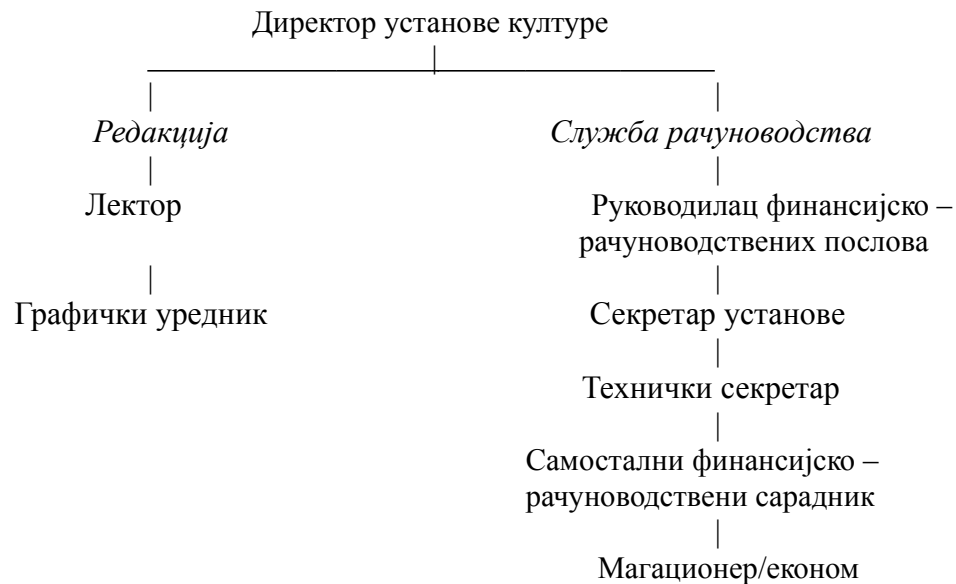 Директор установе културе
Редакција
Служба рачуноводства
Лектор
Руководилац финансијско –
рачуноводствених послова
Графички уредник
Секретар установе
Технички секретар
Самостални финансијско –
рачуноводствени сарадник
Магационер/економ